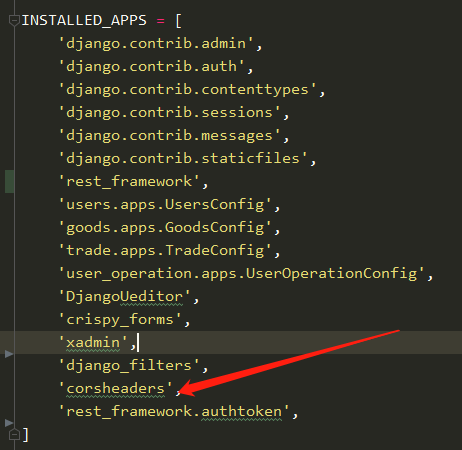 INSTALLED_APPS = [
    'django.contrib.admin',
    'django.contrib.auth',
    'django.contrib.contenttypes',
    'django.contrib.sessions',
    'django.contrib.messages',
    'django.contrib.staticfiles',
    'rest_framework',
    'users.apps.UsersConfig',
    'goods.apps.GoodsConfig',
    'trade.apps.TradeConfig',
    'user_operation.apps.UserOperationConfig',
    'DjangoUeditor',
    'crispy_forms',
    'xadmin',
    'django_filters',
    'corsheaders',
    'rest_framework.authtoken',
]